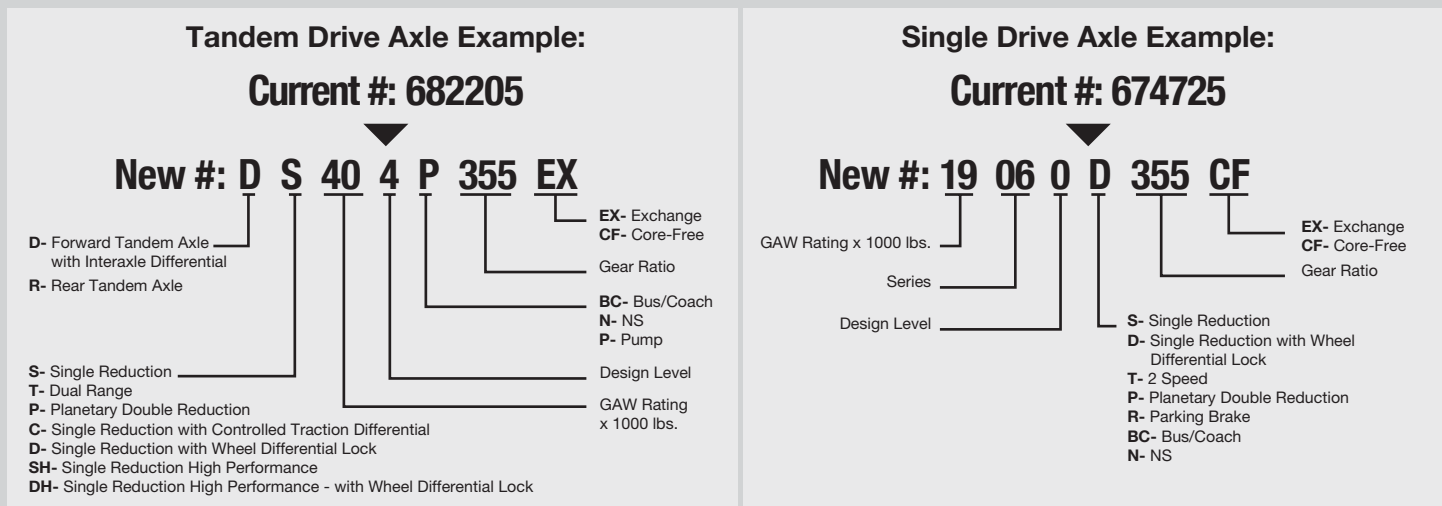 Tandem Drive Axle Example:
Current #: 682205
New #: D S 40 4 P 355 EX
D- Forward Tandem Axle
with Interaxle Differential
R- Rear Tandem Axle
S- Single Reduction
T- Dual Range
P- Planetary Double Reduction
C- Single Reduction with Controlled Traction Differential
D- Single Reduction with Wheel Differential Lock
SH- Single Reduction High Performance
DH- Single Reduction High Performance - with Wheel Differential Lock
EX- Exchange
CF- Core-Free
Gear Ratio
BC- Bus/Coach
N- NS
P- Pump
Design Level
GAW Rating
x 1000 lbs.
Single Drive Axle Example:
Current #: 674725
New #: 19 06 0 D 355 CF
GAW Rating x 1000 lbs.
Series
Design Level
EX- Exchange
CF- Core-Free
Gear Ratio
S- Single Reduction
D- Single Reduction with Wheel
Differential Lock
T- 2 Speed
P- Planetary Double Reduction
R- Parking Brake
BC- Bus/Coach
N- NS